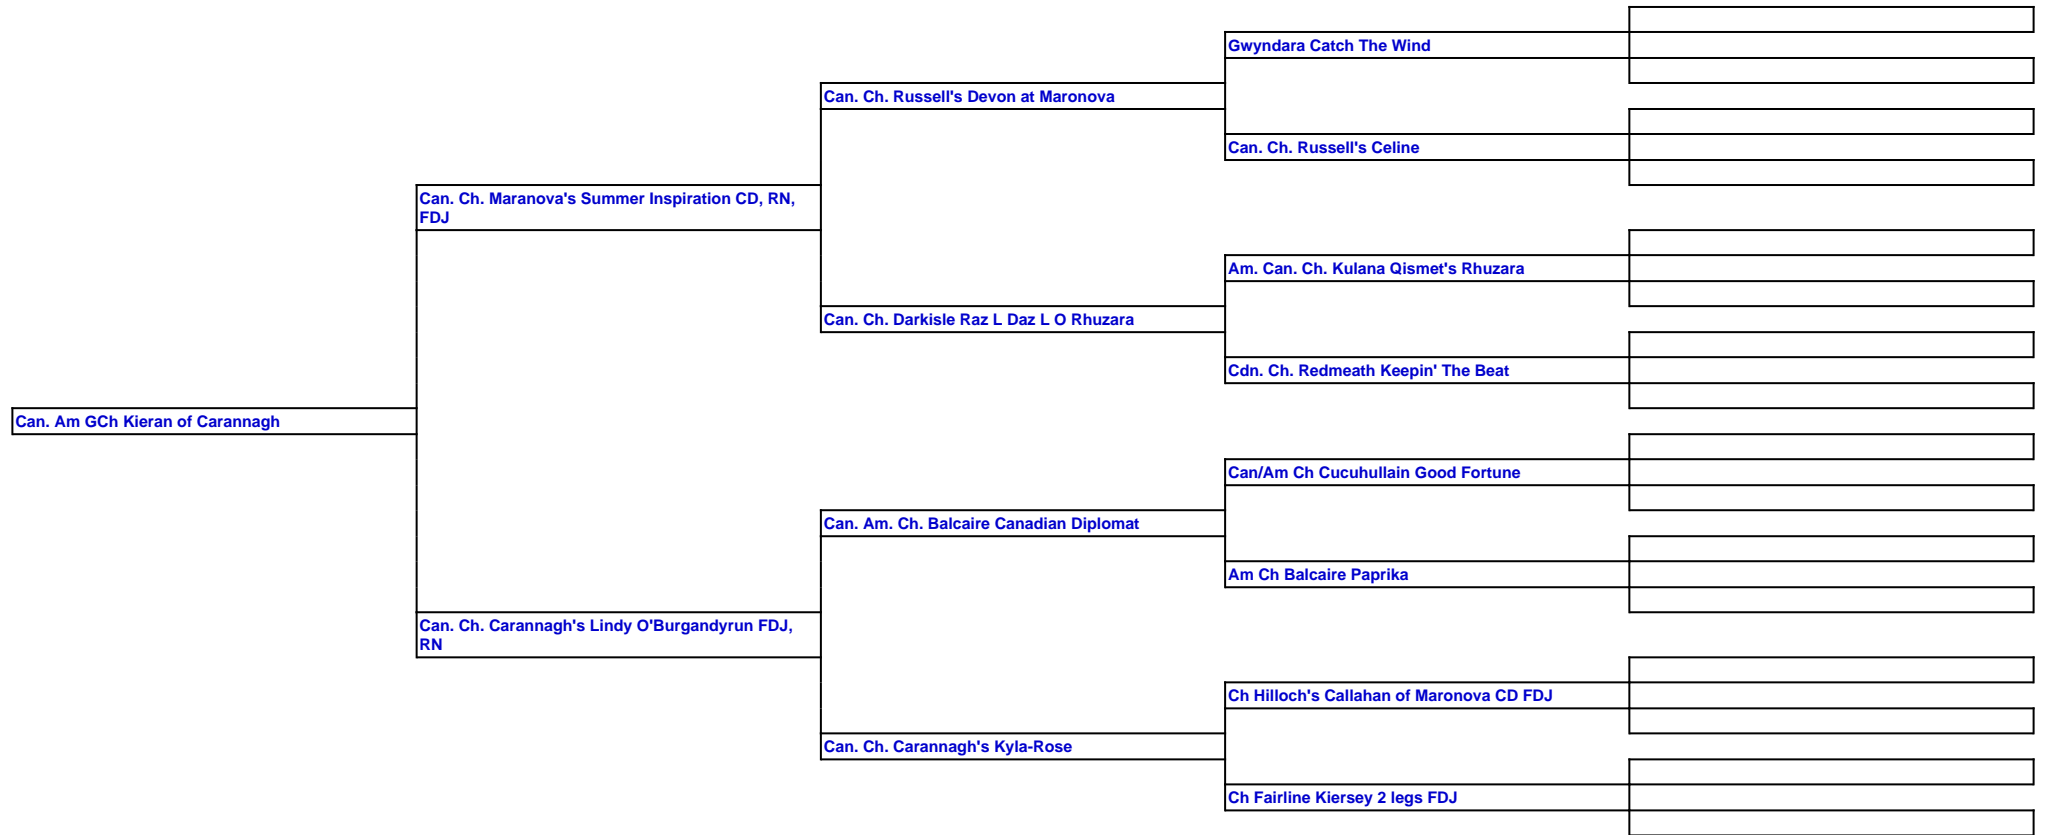 Gwyndara Catch The Wind
Can. Ch. Russell's Devon at Maronova
Can. Ch. Russell's Celine
Can. Ch. Maranova's Summer Inspiration CD, RN,
FDJ
Am. Can. Ch. Kulana Qismet's Rhuzara
Can. Ch. Darkisle Raz L Daz L O Rhuzara
Cdn. Ch. Redmeath Keepin' The Beat
Can. Am GCh Kieran of Carannagh
Can/Am Ch Cucuhullain Good Fortune
Can. Am. Ch. Balcaire Canadian Diplomat
Am Ch Balcaire Paprika
Can. Ch. Carannagh's Lindy O'Burgandyrun FDJ,
RN
Ch Hilloch's Callahan of Maronova CD FDJ
Can. Ch. Carannagh's Kyla-Rose
Ch Fairline Kiersey 2 legs FDJ